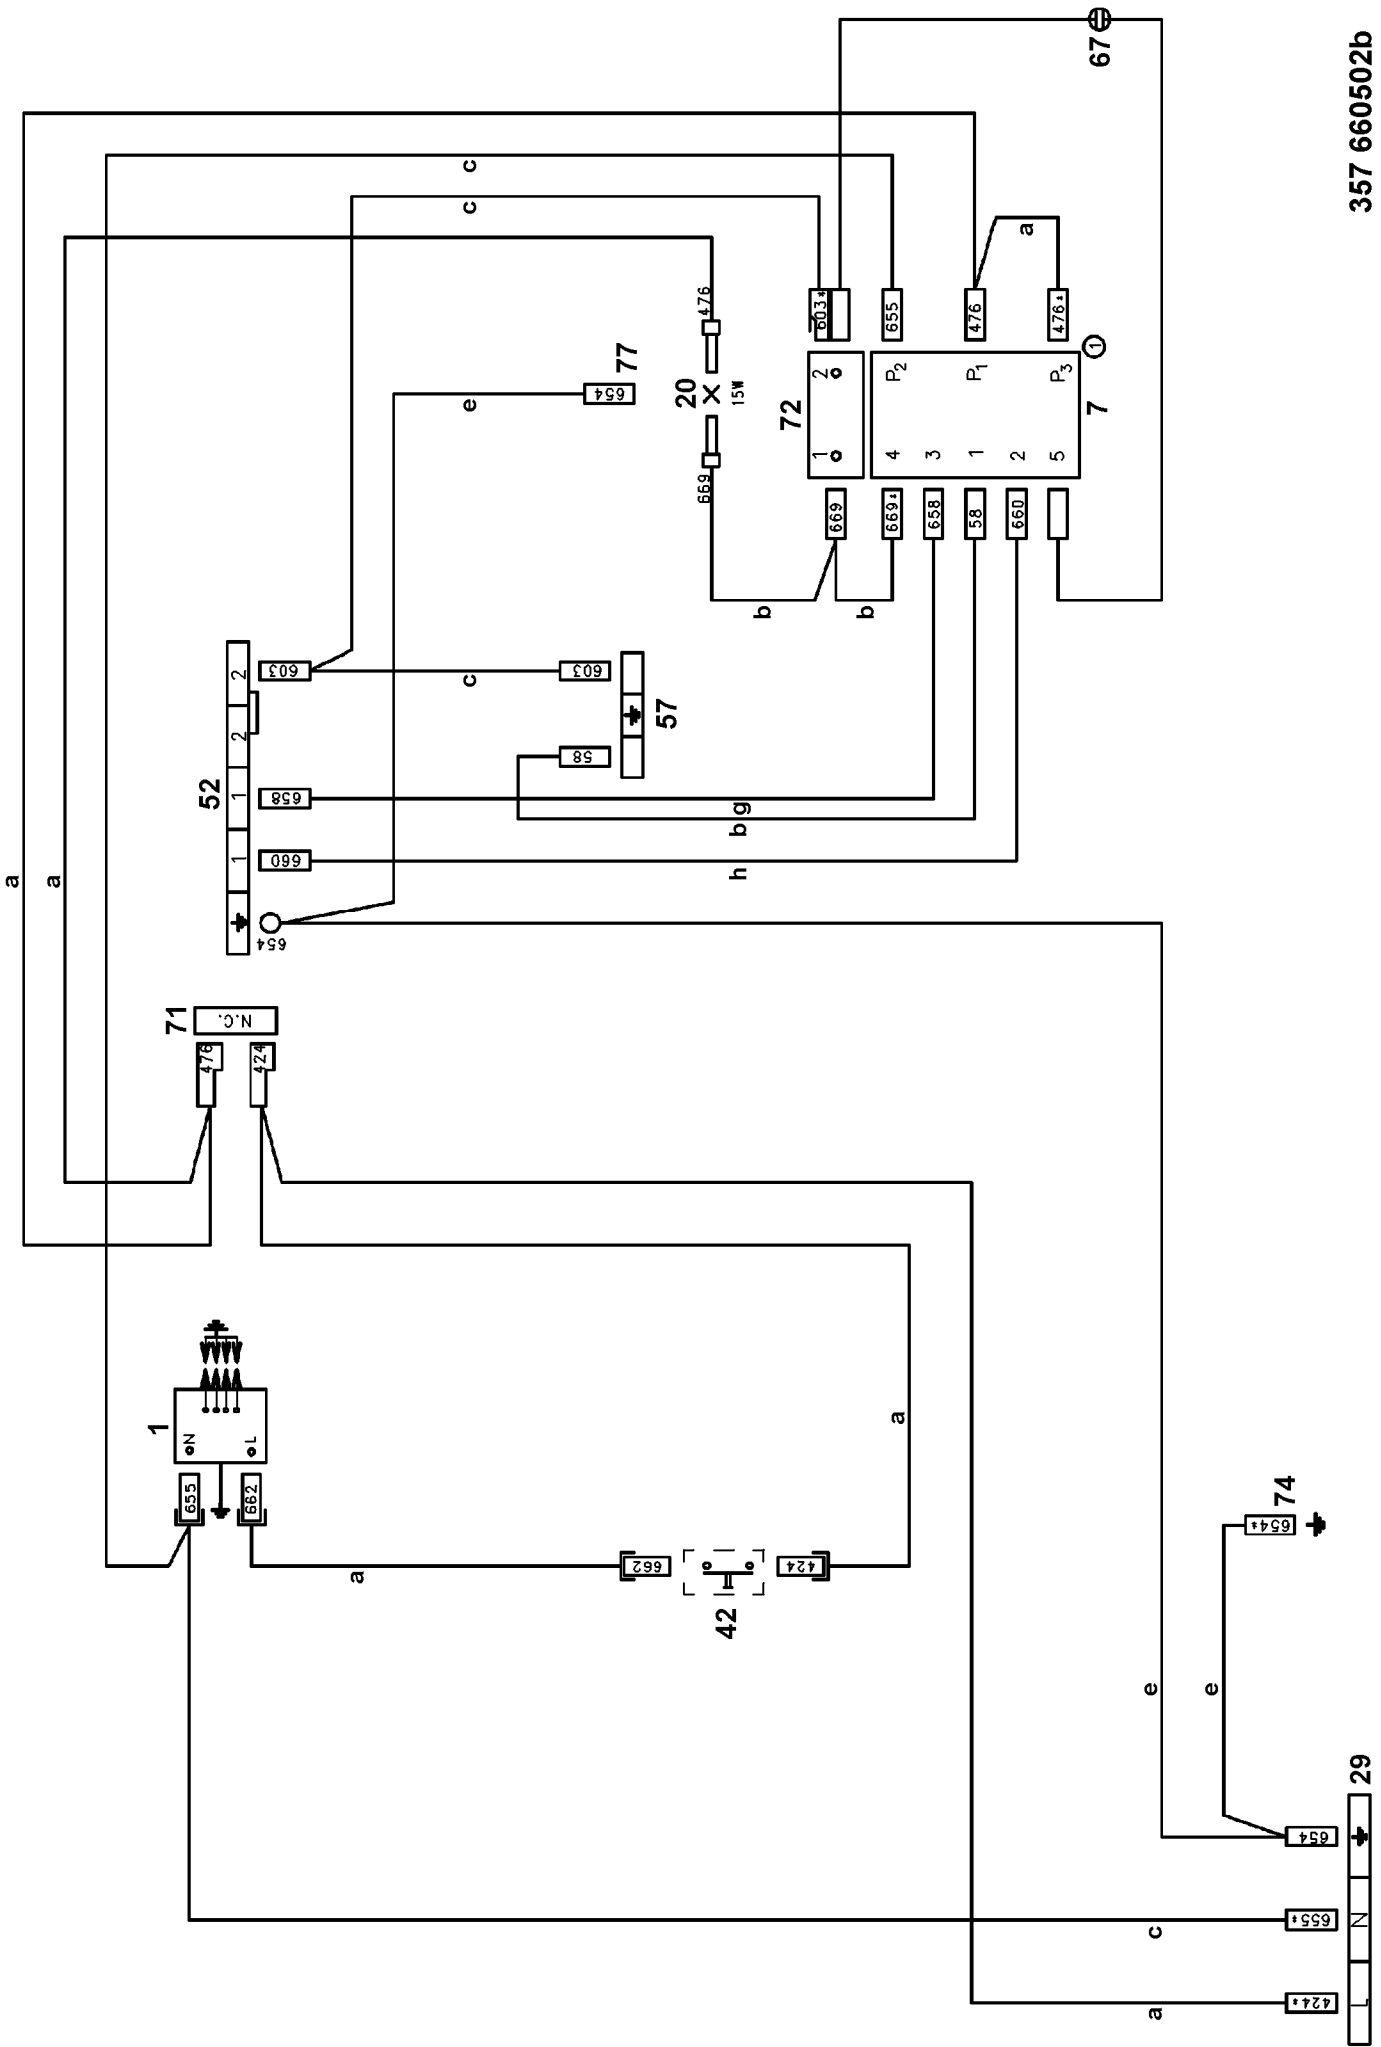 357 660502b
67
c
c
a
a
603*
655
476
476*
1
476
77
654
e
20
15W
669
72
1
2
P2
P1
P3
4
3
1
2
5
7
669
669*
658
58
660
b
b
52
2
2
1
1
603
658
660
654
603
58
57
c
g
b
h
a
a
71
N.C.
476
424
1
N
L
655
662
a
a
662
424
42
74
654*
e
e
29
654
655*
424*
N
L
c
a